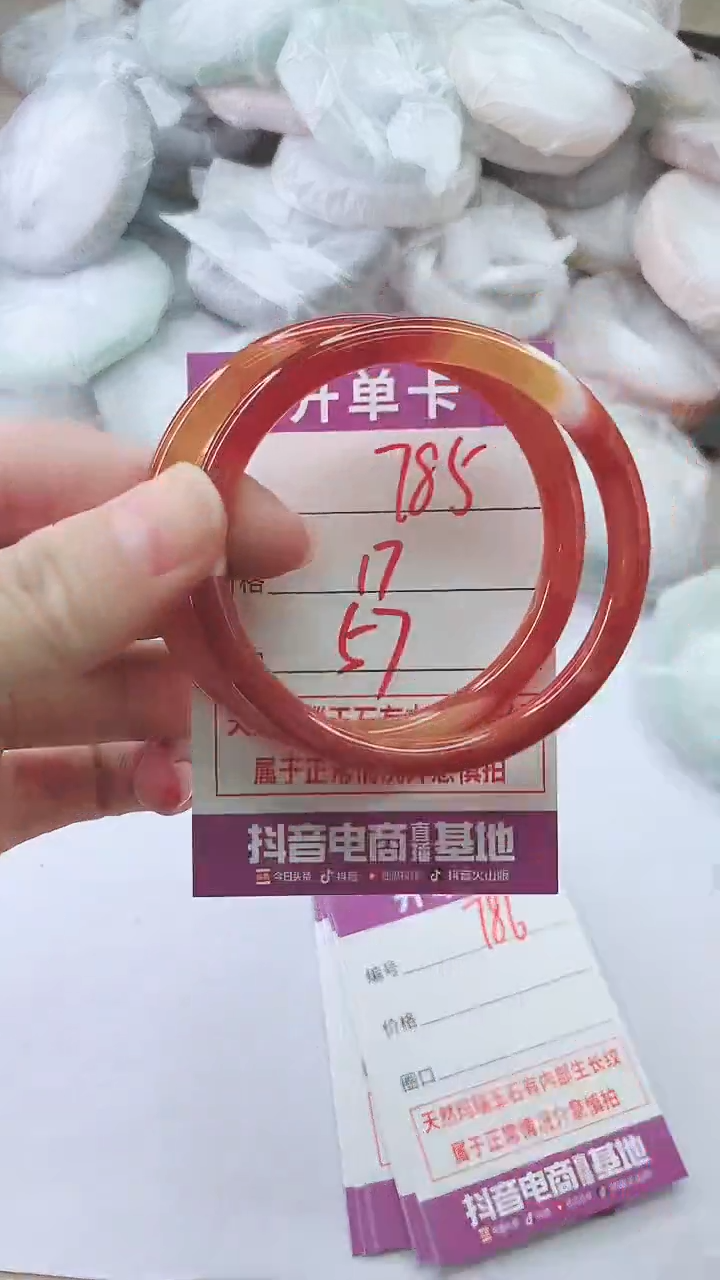 开单卡
785
格 17
57
属于正常情况介意慎拍
抖音电商直播基地
今日头条 抖音 抖音火山版
786
编号
价格
圈口
天然玛瑙玉石有内部生长纹
属于正常情况介意慎拍
抖音电商直播基地